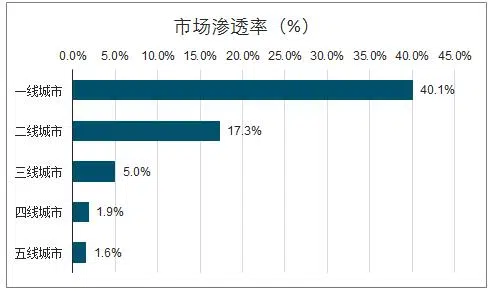 市场渗透率（%）
0.0% 5.0% 10.0% 15.0% 20.0% 25.0% 30.0% 35.0% 40.0% 45.0%
一线城市 40.1%
二线城市 17.3%
三线城市 5.0%
四线城市 1.9%
五线城市 1.6%